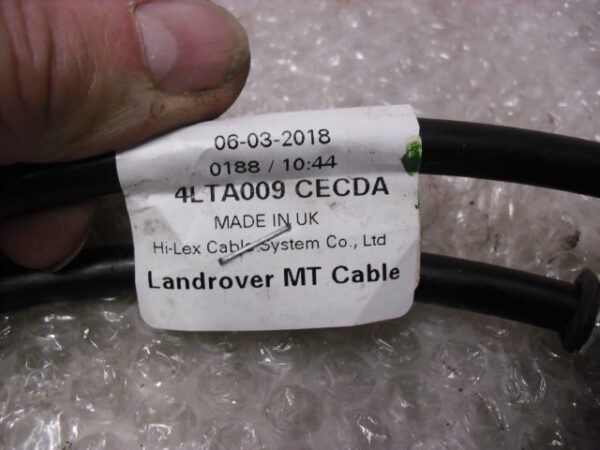 06-03-2018
0188 / 10:44
4LTA009 CECDA
MADE IN UK
Hi-Lex Cable System Co., Ltd
Landrover MT Cable